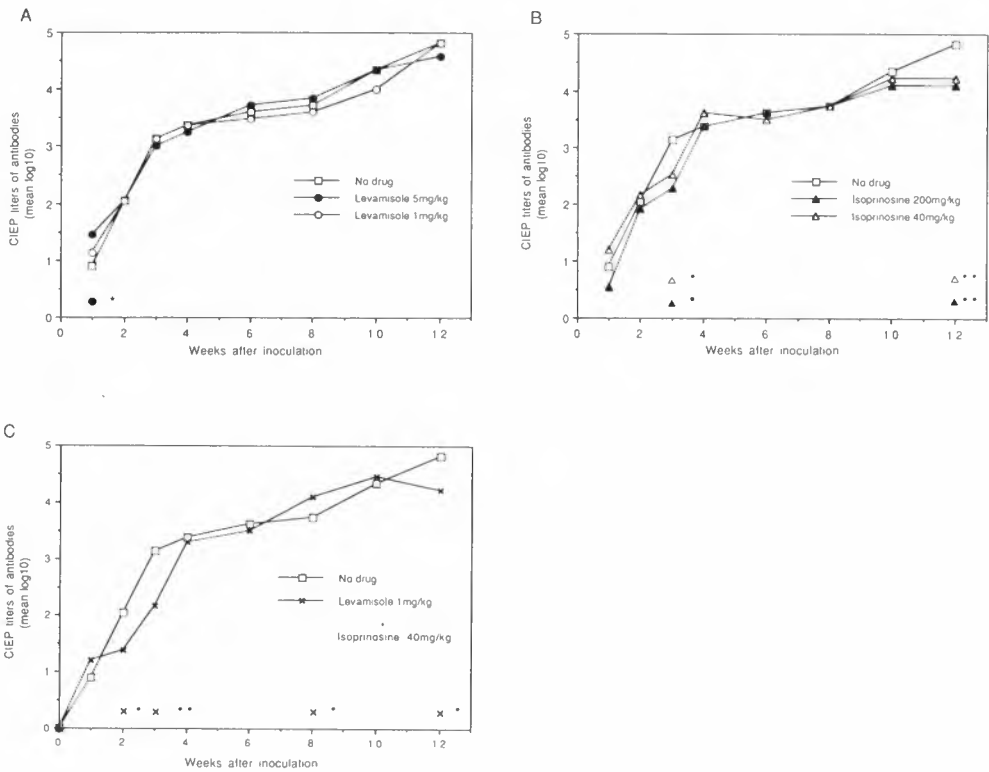 A
5
4
3
2
1
0
CIEP titers of antibodies
(mean log10)
No drug
Levamisole 5mg/kg
Levamisole 1mg/kg
*
0 2 4 6 8 10 12
Weeks after inoculation
B
5
4
3
2
1
0
CIEP titers of antibodies
(mean log10)
No drug
Isoprinosine 200mg/kg
Isoprinosine 40mg/kg
* **
* **
0 2 4 6 8 10 12
Weeks after inoculation
C
5
4
3
2
1
0
CIEP titers of antibodies
(mean log10)
No drug
Levamisole 1mg/kg
Isoprinosine 40mg/kg
* ** * *
0 2 4 6 8 10 12
Weeks after inoculation